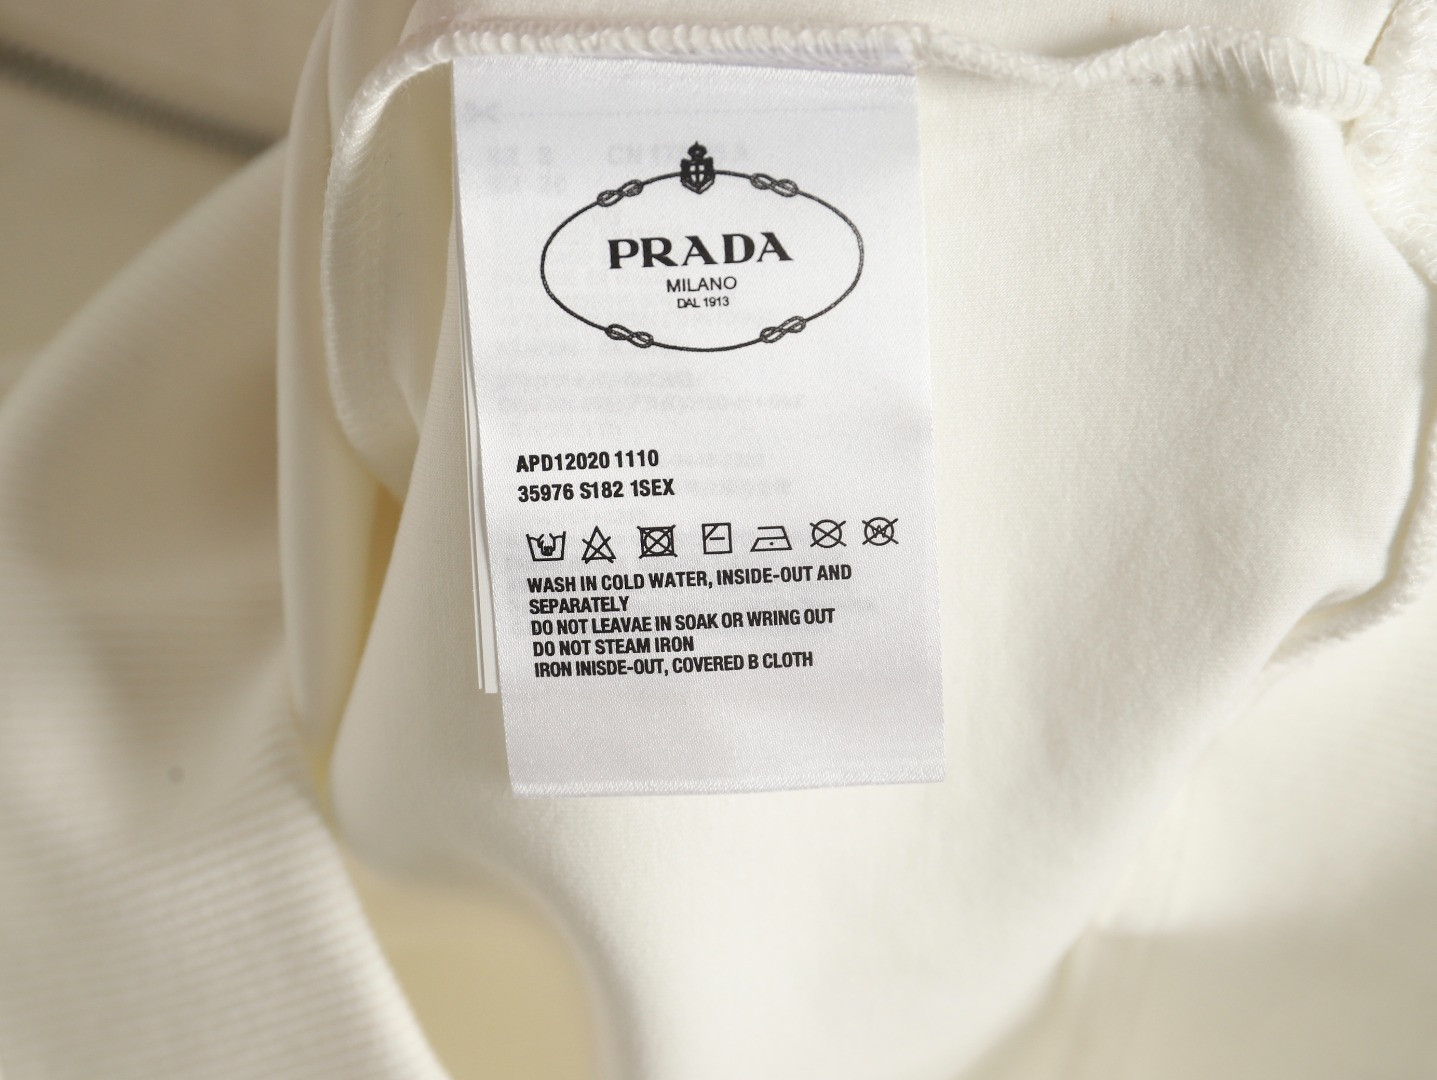 PRADA
MILANO
DAL 1913
APD12020 1110
35976 S182 1SEX
WASH IN COLD WATER, INSIDE-OUT AND
SEPARATELY
DO NOT LEAVAE IN SOAK OR WRING OUT
DO NOT STEAM IRON
IRON INISDE-OUT, COVERED B CLOTH